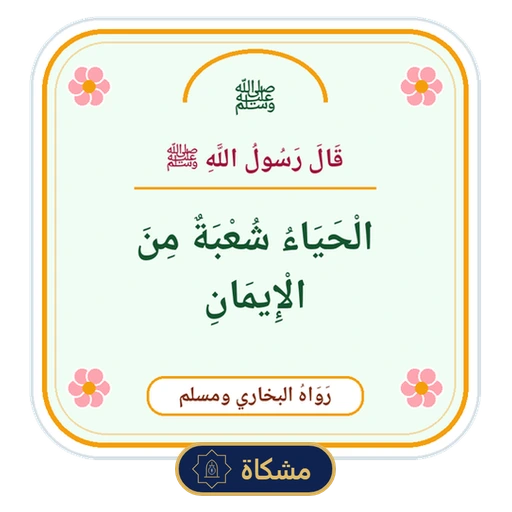 ﷺ
قَالَ رَسُولُ اللَّهِ ﷺ
الْحَيَاءُ شُعْبَةٌ مِنَ
الْإِيمَانِ
رَوَاهُ البخاري ومسلم
مشكاة